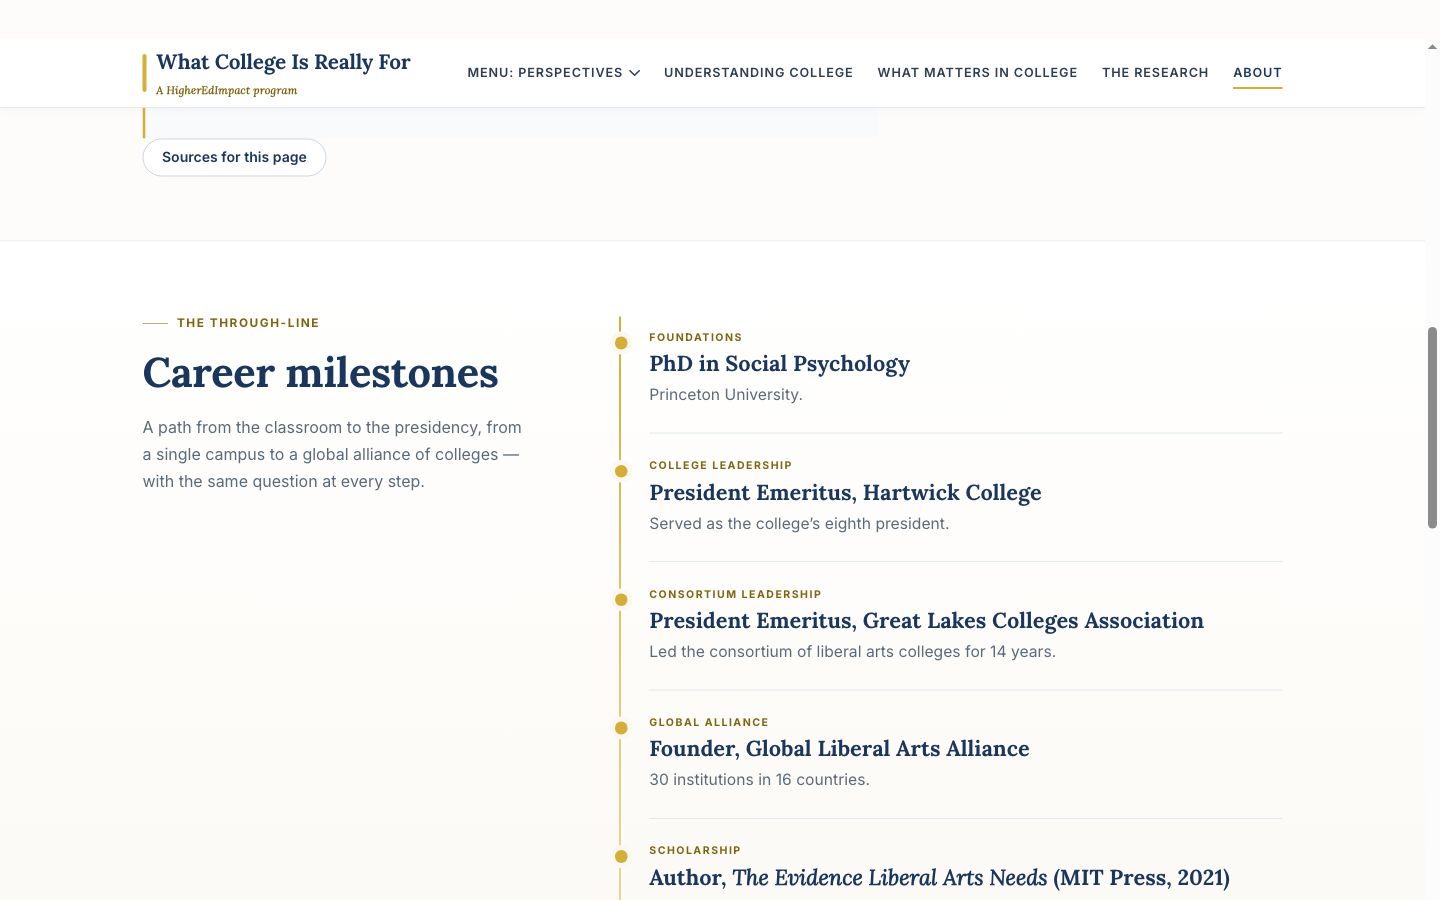 What College Is Really For
A HigherEdImpact program
MENU: PERSPECTIVES
UNDERSTANDING COLLEGE
WHAT MATTERS IN COLLEGE
THE RESEARCH
ABOUT
Sources for this page
THE THROUGH-LINE
Career milestones
A path from the classroom to the presidency, from
a single campus to a global alliance of colleges —
with the same question at every step.
FOUNDATIONS
PhD in Social Psychology
Princeton University.
COLLEGE LEADERSHIP
President Emeritus, Hartwick College
Served as the college’s eighth president.
CONSORTIUM LEADERSHIP
President Emeritus, Great Lakes Colleges Association
Led the consortium of liberal arts colleges for 14 years.
GLOBAL ALLIANCE
Founder, Global Liberal Arts Alliance
30 institutions in 16 countries.
SCHOLARSHIP
Author, The Evidence Liberal Arts Needs (MIT Press, 2021)